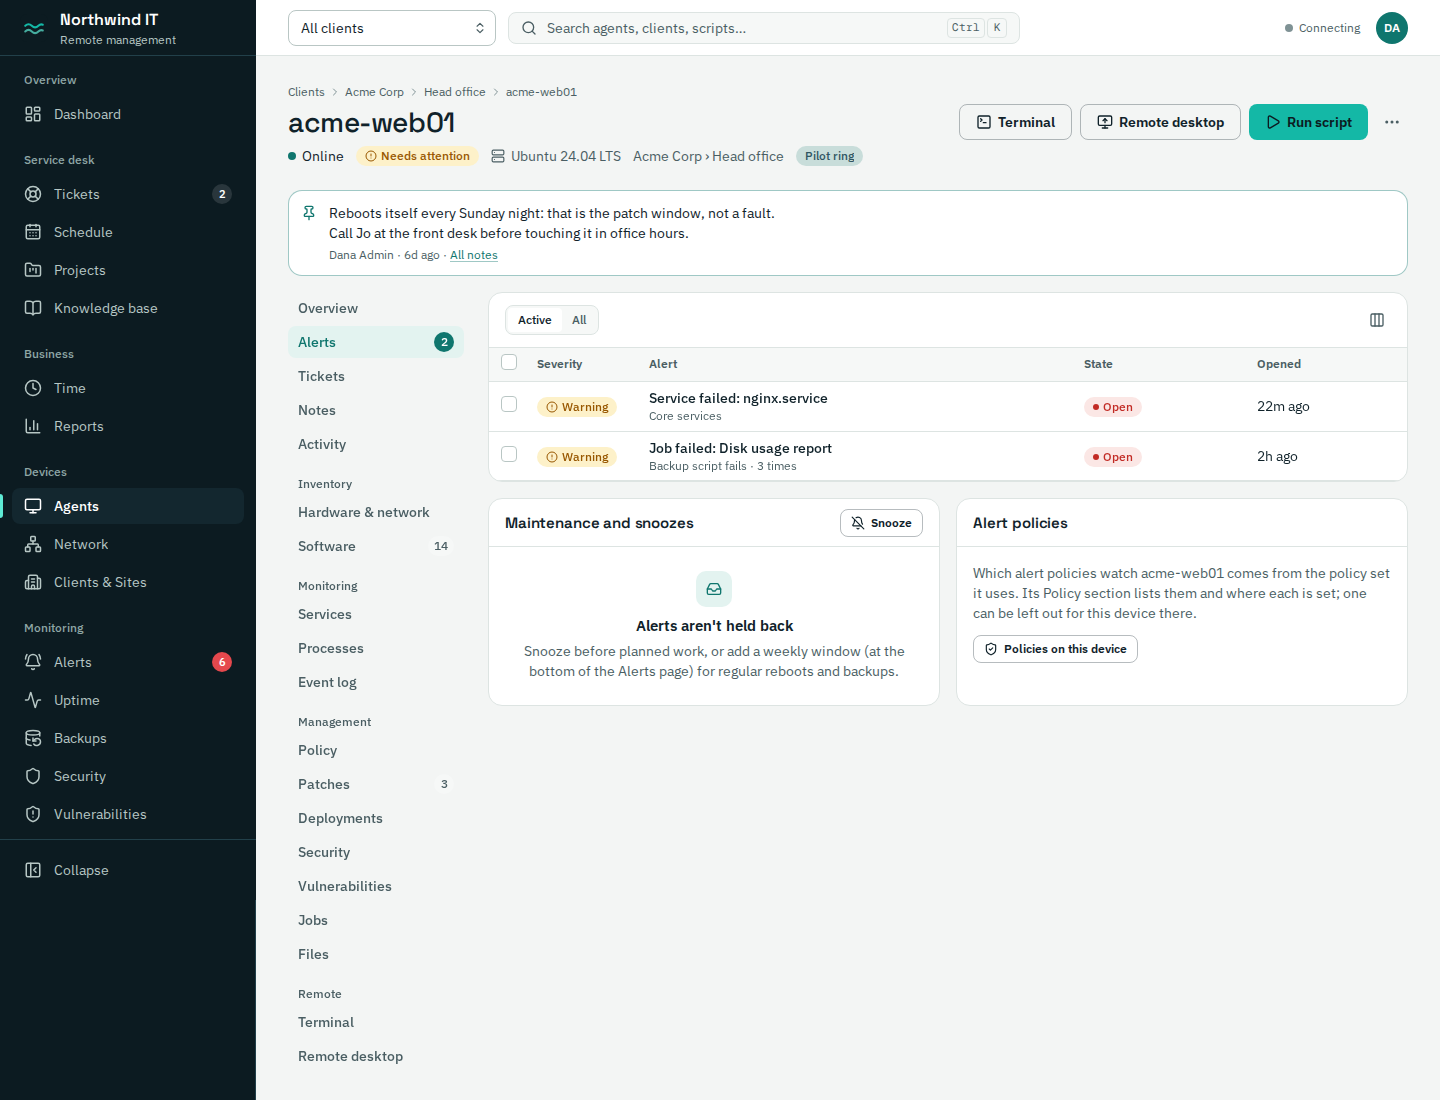 Northwind IT
Remote management
Overview
Dashboard
Service desk
Tickets 2
Schedule
Projects
Knowledge base
Business
Time
Reports
Devices
Agents
Network
Clients & Sites
Monitoring
Alerts 6
Uptime
Backups
Security
Vulnerabilities
Collapse
All clients
Search agents, clients, scripts...
Ctrl K
Connecting
DA
Clients > Acme Corp > Head office > acme-web01
acme-web01
Terminal
Remote desktop
Run script
Online
Needs attention
Ubuntu 24.04 LTS
Acme Corp › Head office
Pilot ring
Reboots itself every Sunday night: that is the patch window, not a fault.
Call Jo at the front desk before touching it in office hours.
Dana Admin · 6d ago · All notes
Overview
Alerts 2
Tickets
Notes
Activity
Inventory
Hardware & network
Software 14
Monitoring
Services
Processes
Event log
Management
Policy
Patches 3
Deployments
Security
Vulnerabilities
Jobs
Files
Remote
Terminal
Remote desktop
Active All
Severity Alert State Opened
Warning Service failed: nginx.service Open 22m ago
Core services
Warning Job failed: Disk usage report Open 2h ago
Backup script fails · 3 times
Maintenance and snoozes
Snooze
Alerts aren't held back
Snooze before planned work, or add a weekly window (at the
bottom of the Alerts page) for regular reboots and backups.
Alert policies
Which alert policies watch acme-web01 comes from the policy set
it uses. Its Policy section lists them and where each is set; one
can be left out for this device there.
Policies on this device